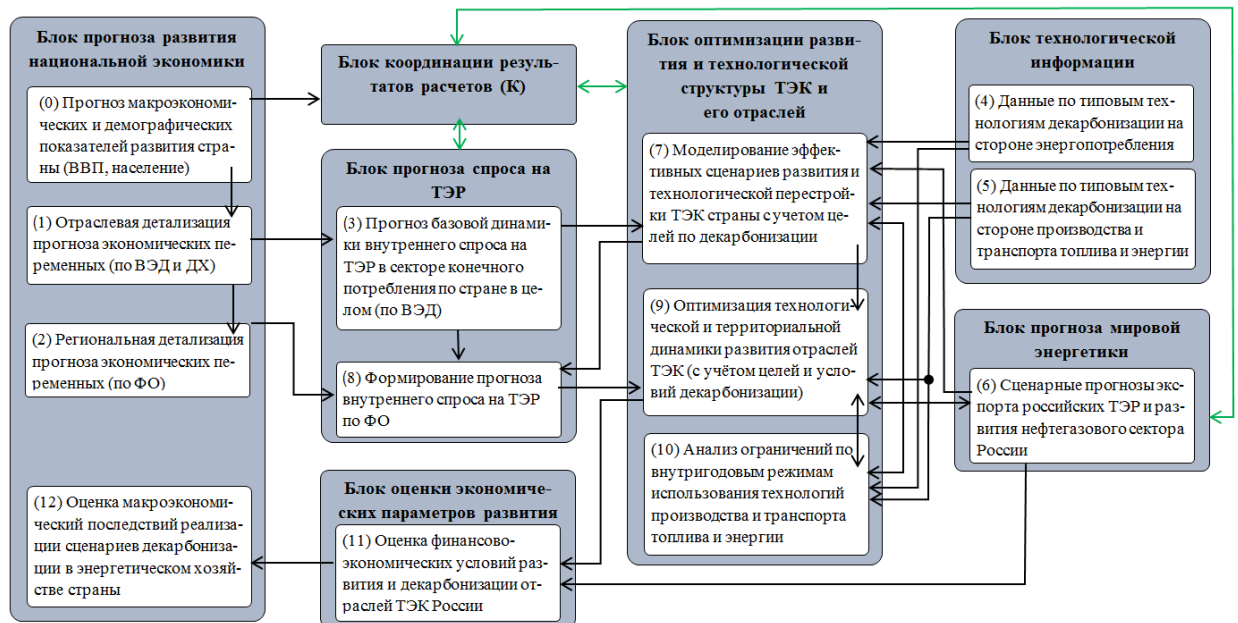 Блок прогноза развития
национальной экономики
(0) Прогноз макроэкономи-
ческих и демографических
показателей развития стра-
ны (ВВП, население)
(1) Отраслевая детализация
прогноза экономических пе-
ременных (по ВЭД и ДХ)
(2) Региональная детализация
прогноза экономических пе-
ременных (по ФО)
(12) Оценка макроэкономи-
ческий последствий реализа-
ции сценариев декарбониза-
ции в энергетическом хозяй-
стве страны
Блок координации резуль-
татов расчетов (К)
Блок прогноза спроса на
ТЭР
(3) Прогноз базовой динами-
ки внутреннего спроса на
ТЭР в секторе конечного
потребления по стране в це-
лом (по ВЭД)
(8) Формирование прогноза
внутреннего спроса на ТЭР
по ФО
Блок оценки экономиче-
ских параметров развития
(11) Оценка финансово-
экономических условий раз-
вития и декарбонизации от-
раслей ТЭК России
Блок оптимизации разви-
тия и технологической
структуры ТЭК и
его отраслей
(7) Моделирование эффек-
тивных сценариев развития и
технологической перестрой-
ки ТЭК страны с учетом це-
лей по декарбонизации
(9) Оптимизация технологи-
ческой и территориальной
динамики развития отраслей
ТЭК (с учётом целей и усло-
вий декарбонизации)
(10) Анализ ограничений по
внутригодовым режимам
использования технологий
производства и транспорта
топлива и энергии
Блок технологической
информации
(4) Данные по типовым тех-
нологиям декарбонизации на
стороне энергопотребления
(5) Данные по типовым тех-
нологиям декарбонизации на
стороне производства и
транспорта топлива и энергии
Блок прогноза мировой
энергетики
(6) Сценарные прогнозы экс-
порта российских ТЭР и раз-
вития нефтегазового сектора
России